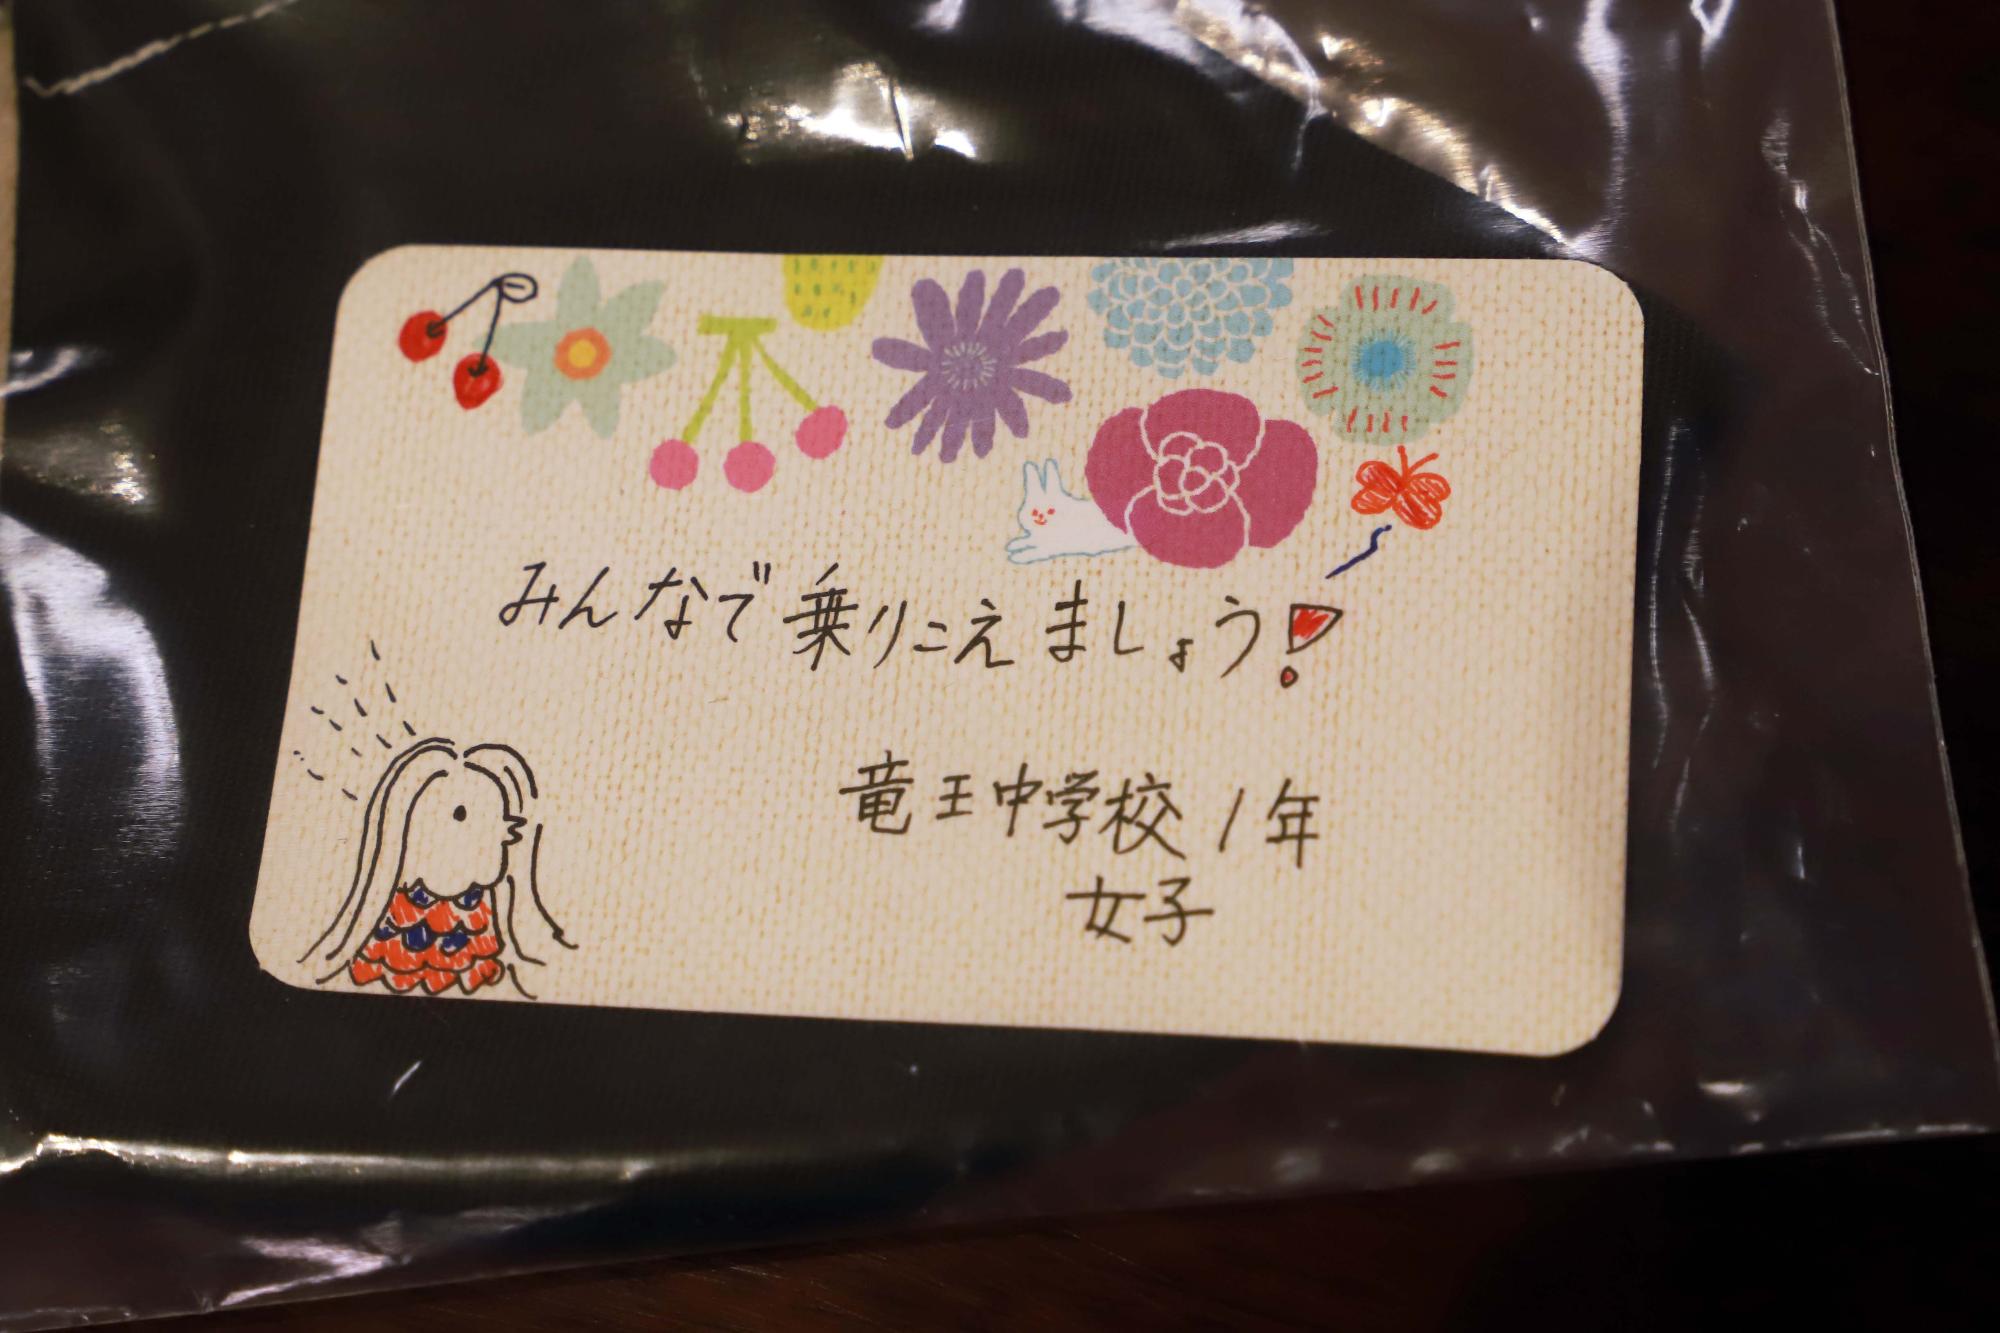 みんなで乗りこえましょう!
竜王中学校1年
女子